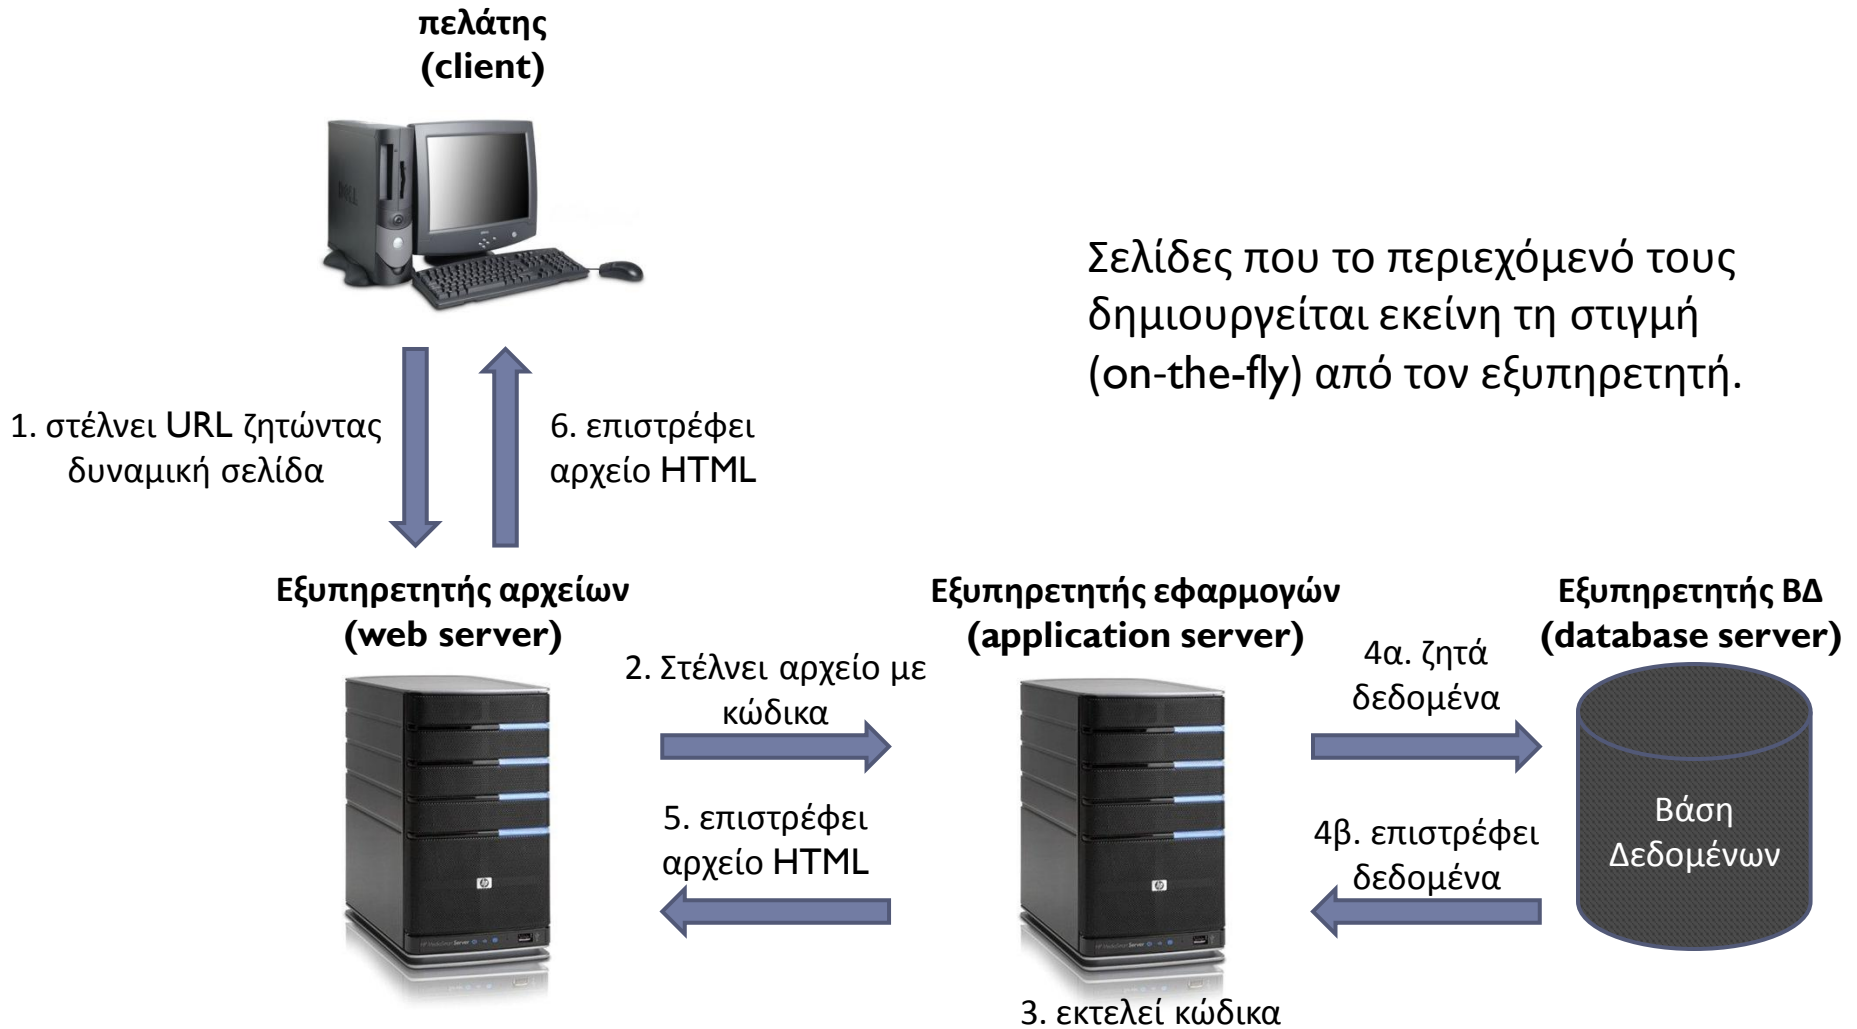 πελάτης
(client)
Σελίδες που το περιεχόμενό τους
δημιουργείται εκείνη τη στιγμή
(on-the-fly) από τον εξυπηρετητή.
1. στέλνει URL ζητώντας
δυναμική σελίδα
6. επιστρέφει
αρχείο HTML
Εξυπηρετητής αρχείων
(web server)
Εξυπηρετητής εφαρμογών
(application server)
Εξυπηρετητής ΒΔ
(database server)
2. Στέλνει αρχείο με
κώδικα
4α. ζητά
δεδομένα
5. επιστρέφει
αρχείο HTML
4β. επιστρέφει
δεδομένα
Βάση
Δεδομένων
3. εκτελεί κώδικα